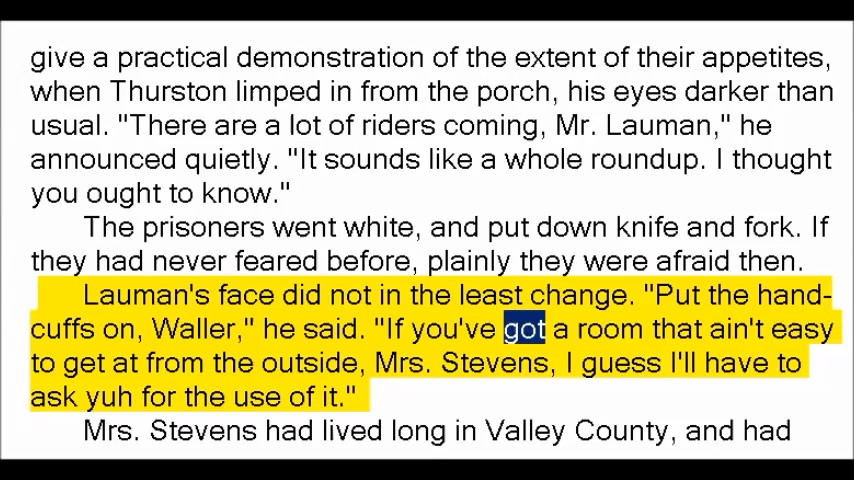 give a practical demonstration of the extent of their appetites,
when Thurston limped in from the porch, his eyes darker than
usual. "There are a lot of riders coming, Mr. Lauman," he
announced quietly. "It sounds like a whole roundup. I thought
you ought to know."
The prisoners went white, and put down knife and fork. If
they had never feared before, plainly they were afraid then.
Lauman's face did not in the least change. "Put the hand-
cuffs on, Waller," he said. "If you've got a room that ain't easy
to get at from the outside, Mrs. Stevens, I guess I'll have to
ask yuh for the use of it."
Mrs. Stevens had lived long in Valley County, and had